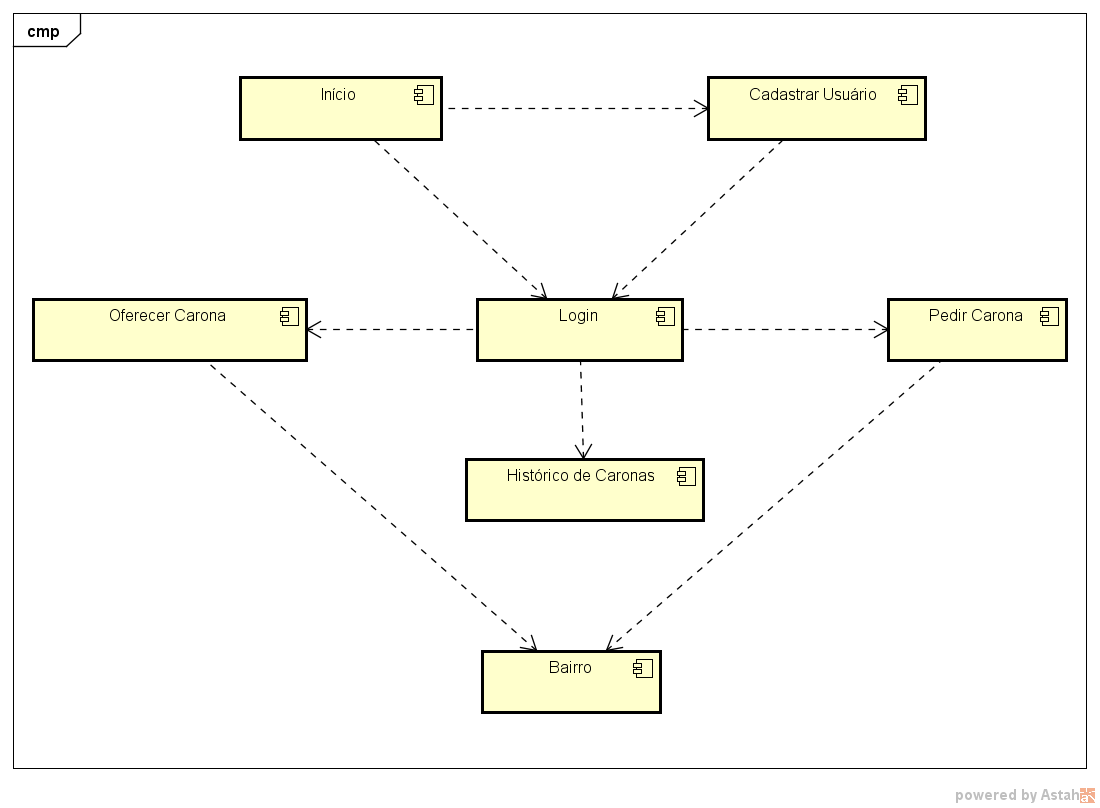 cmp
Início
Cadastrar Usuário
Oferecer Carona
Login
Pedir Carona
Histórico de Caronas
Bairro
powered by Astah